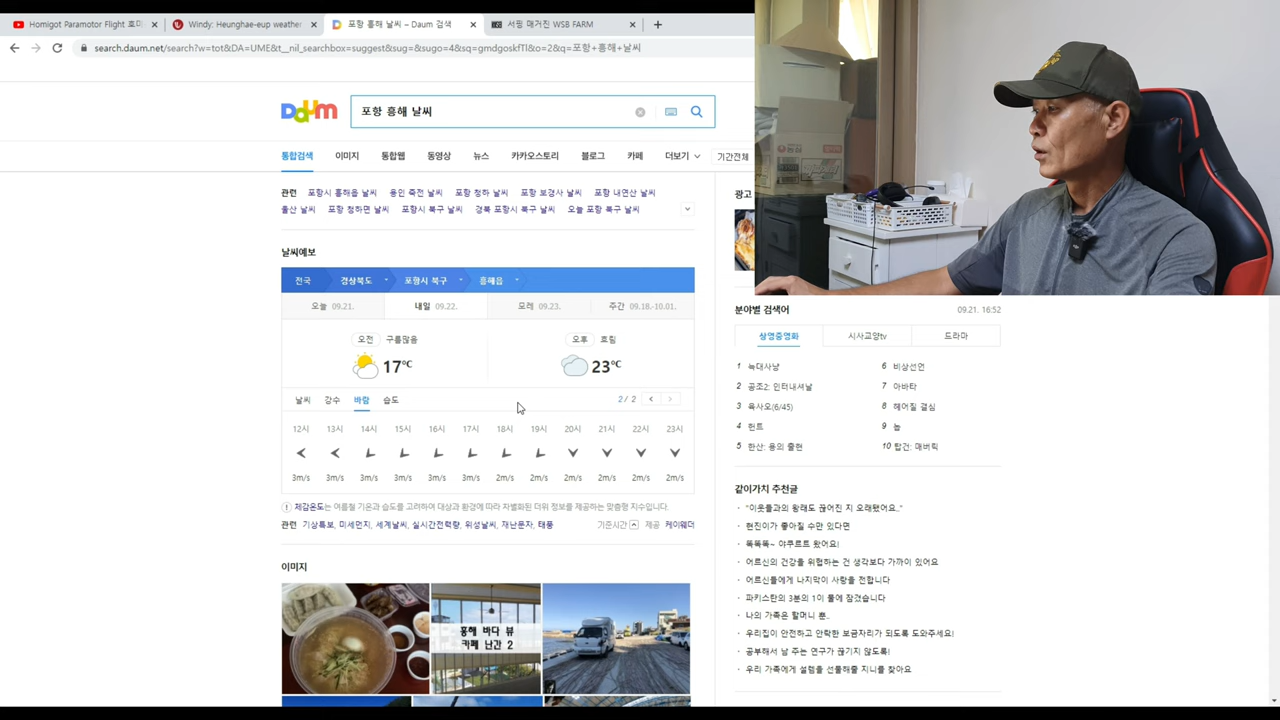 Homigot Paramotor Flight 호미
Windy: Heunghae-eup weather
포항 흥해 날씨 – Daum 검색
서핑 매거진 WSB FARM
search.daum.net/search?w=tot&DA=UME&t__nil_searchbox=suggest&sug=&sugo=4&sq=gmdgoskfTl&o=2&q=포항+흥해+날씨
Daum
포항 흥해 날씨
통합검색 이미지 통합웹 동영상 뉴스 카카오스토리 블로그 카페 더보기 기간전체
관련 포항시 흥해읍 날씨 용인 죽전 날씨 포항 청하 날씨 포항 보경사 날씨 포항 내연산 날씨
울산 날씨 포항 청하면 날씨 포항시 북구 날씨 경북 포항시 북구 날씨 오늘 포항 북구 날씨
광고
날씨예보
전국 경상북도 포항시 북구 흥해읍
오늘 09.21. 내일 09.22. 모레 09.23. 주간 09.18.-10.01.
오전 구름많음 오후 흐림
17℃ 23℃
날씨 강수 바람 습도 2 / 2
12시 13시 14시 15시 16시 17시 18시 19시 20시 21시 22시 23시
3m/s 3m/s 3m/s 3m/s 3m/s 3m/s 2m/s 2m/s 2m/s 2m/s 2m/s 2m/s
체감온도는 여름철 기온과 습도를 고려하여 대상과 환경에 따라 차별화된 더위 정보를 제공하는 맞춤형 지수입니다.
관련 기상특보, 미세먼지, 세계날씨, 실시간전력량, 위성날씨, 재난문자, 태풍 기준시간 제공 케이웨더
이미지
흥해 바다 뷰
카페 난간 2
분야별 검색어 09.21. 16:52
상영중영화 시사교양tv 드라마
1 늑대사냥
2 공조2: 인터내셔날
3 육사오(6/45)
4 헌트
5 한산: 용의 출현
6 비상선언
7 아바타
8 헤어질 결심
9 놉
10 탑건: 매버릭
같이가치 추천글
· "이웃들과의 왕래도 끊어진 지 오래됐어요.."
· 현진이가 좋아질 수만 있다면
· 똑똑똑~ 야쿠르트 왔어요!
· 어르신의 건강을 위협하는 건 생각보다 가까이 있어요
· 어르신들에게 나지막이 사랑을 전합니다
· 파키스탄의 3분의 1이 물에 잠겼습니다
· 나의 가족은 할머니 뿐..
· 우리집이 안전하고 안락한 보금자리가 되도록 도와주세요!
· 공부해서 남 주는 연구가 끊기지 않도록!
· 우리 가족에게 설렘을 선물해줄 지니를 찾아요